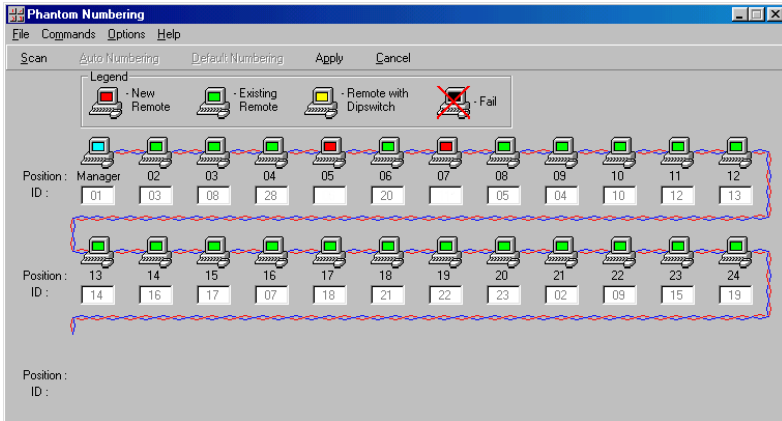 Phantom Numbering
File Commands Options Help
Scan Auto Numbering Default Numbering Apply Cancel
Legend
- New Remote
- Existing Remote
- Remote with Dipswitch
- Fail
Position : Manager 02 03 04 05 06 07 08 09 10 11 12
ID : 01 03 08 28 20 05 04 10 12 13
Position : 13 14 15 16 17 18 19 20 21 22 23 24
ID : 14 16 17 07 18 21 22 23 02 09 15 19
Position :
ID :